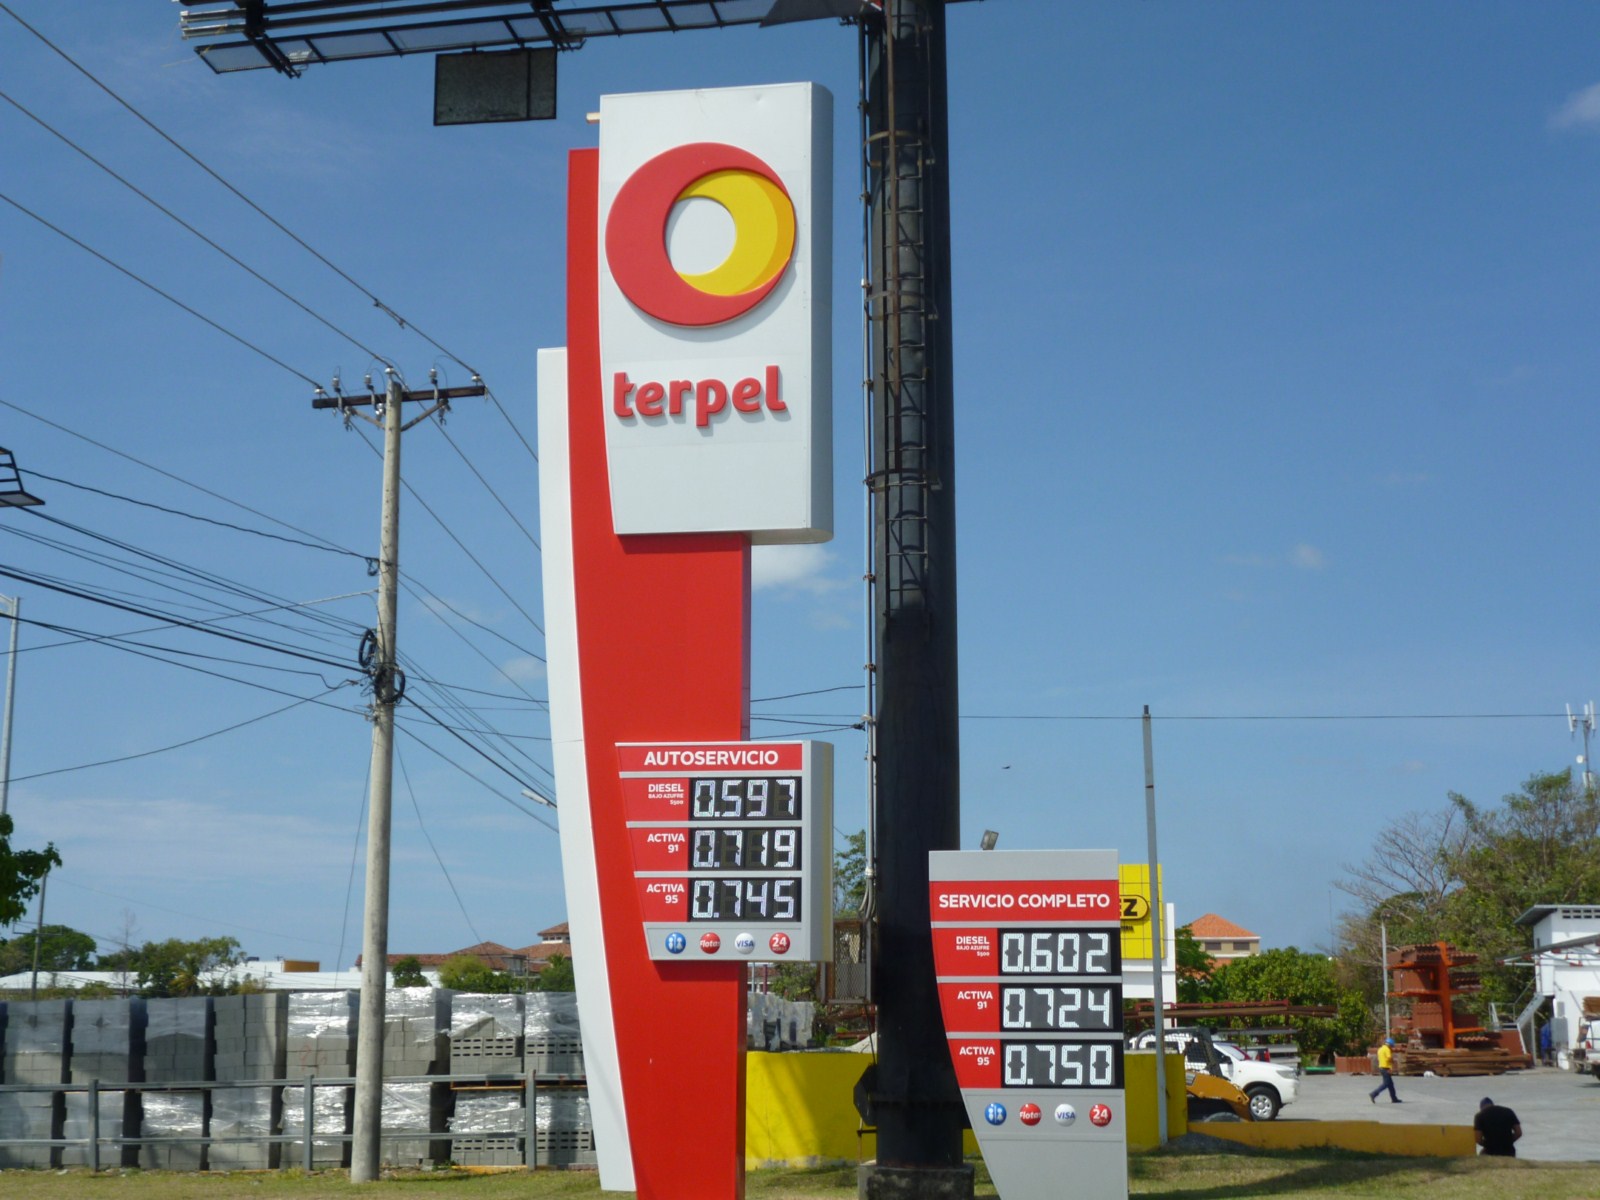 terpel
AUTOSERVICIO
DIESEL
BAJO AZUFRE
0.597
ACTIVA
91
0.719
ACTIVA
95
0.745
VISA
24
SERVICIO COMPLETO
DIESEL
BAJO AZUFRE
0.602
ACTIVA
91
0.724
ACTIVA
95
0.750
VISA
24
Z